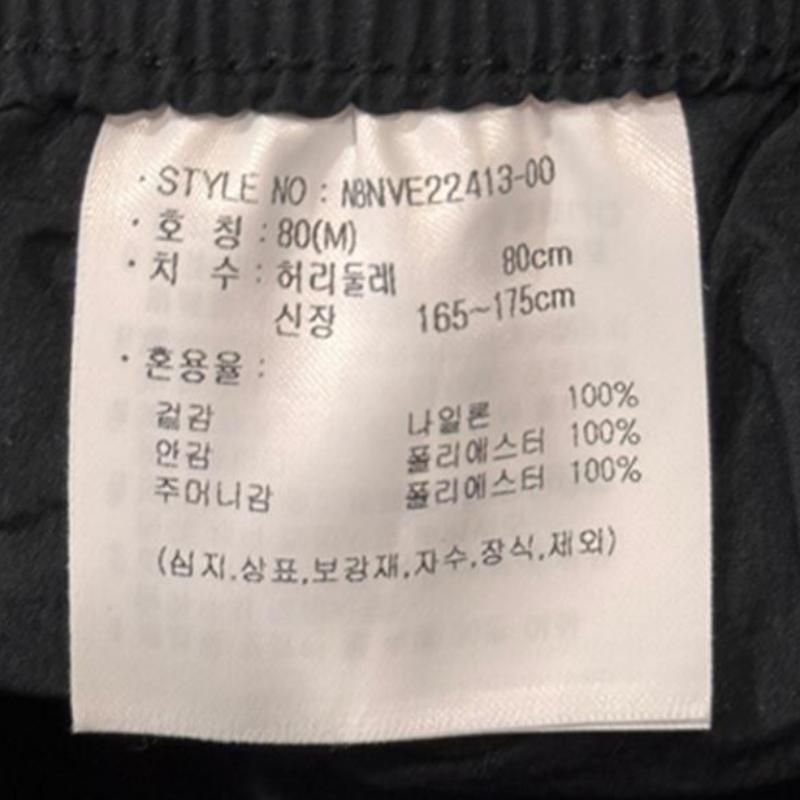 · STYLE NO : N8NVE22413-00
· 호 칭 : 80(M)
· 치 수 : 허리둘레 80cm
신장 165~175cm
· 혼용율 :
겉감 나일론 100%
안감 폴리에스터 100%
주머니감 폴리에스터 100%
(심지.상표,보강재,자수,장식,제외)